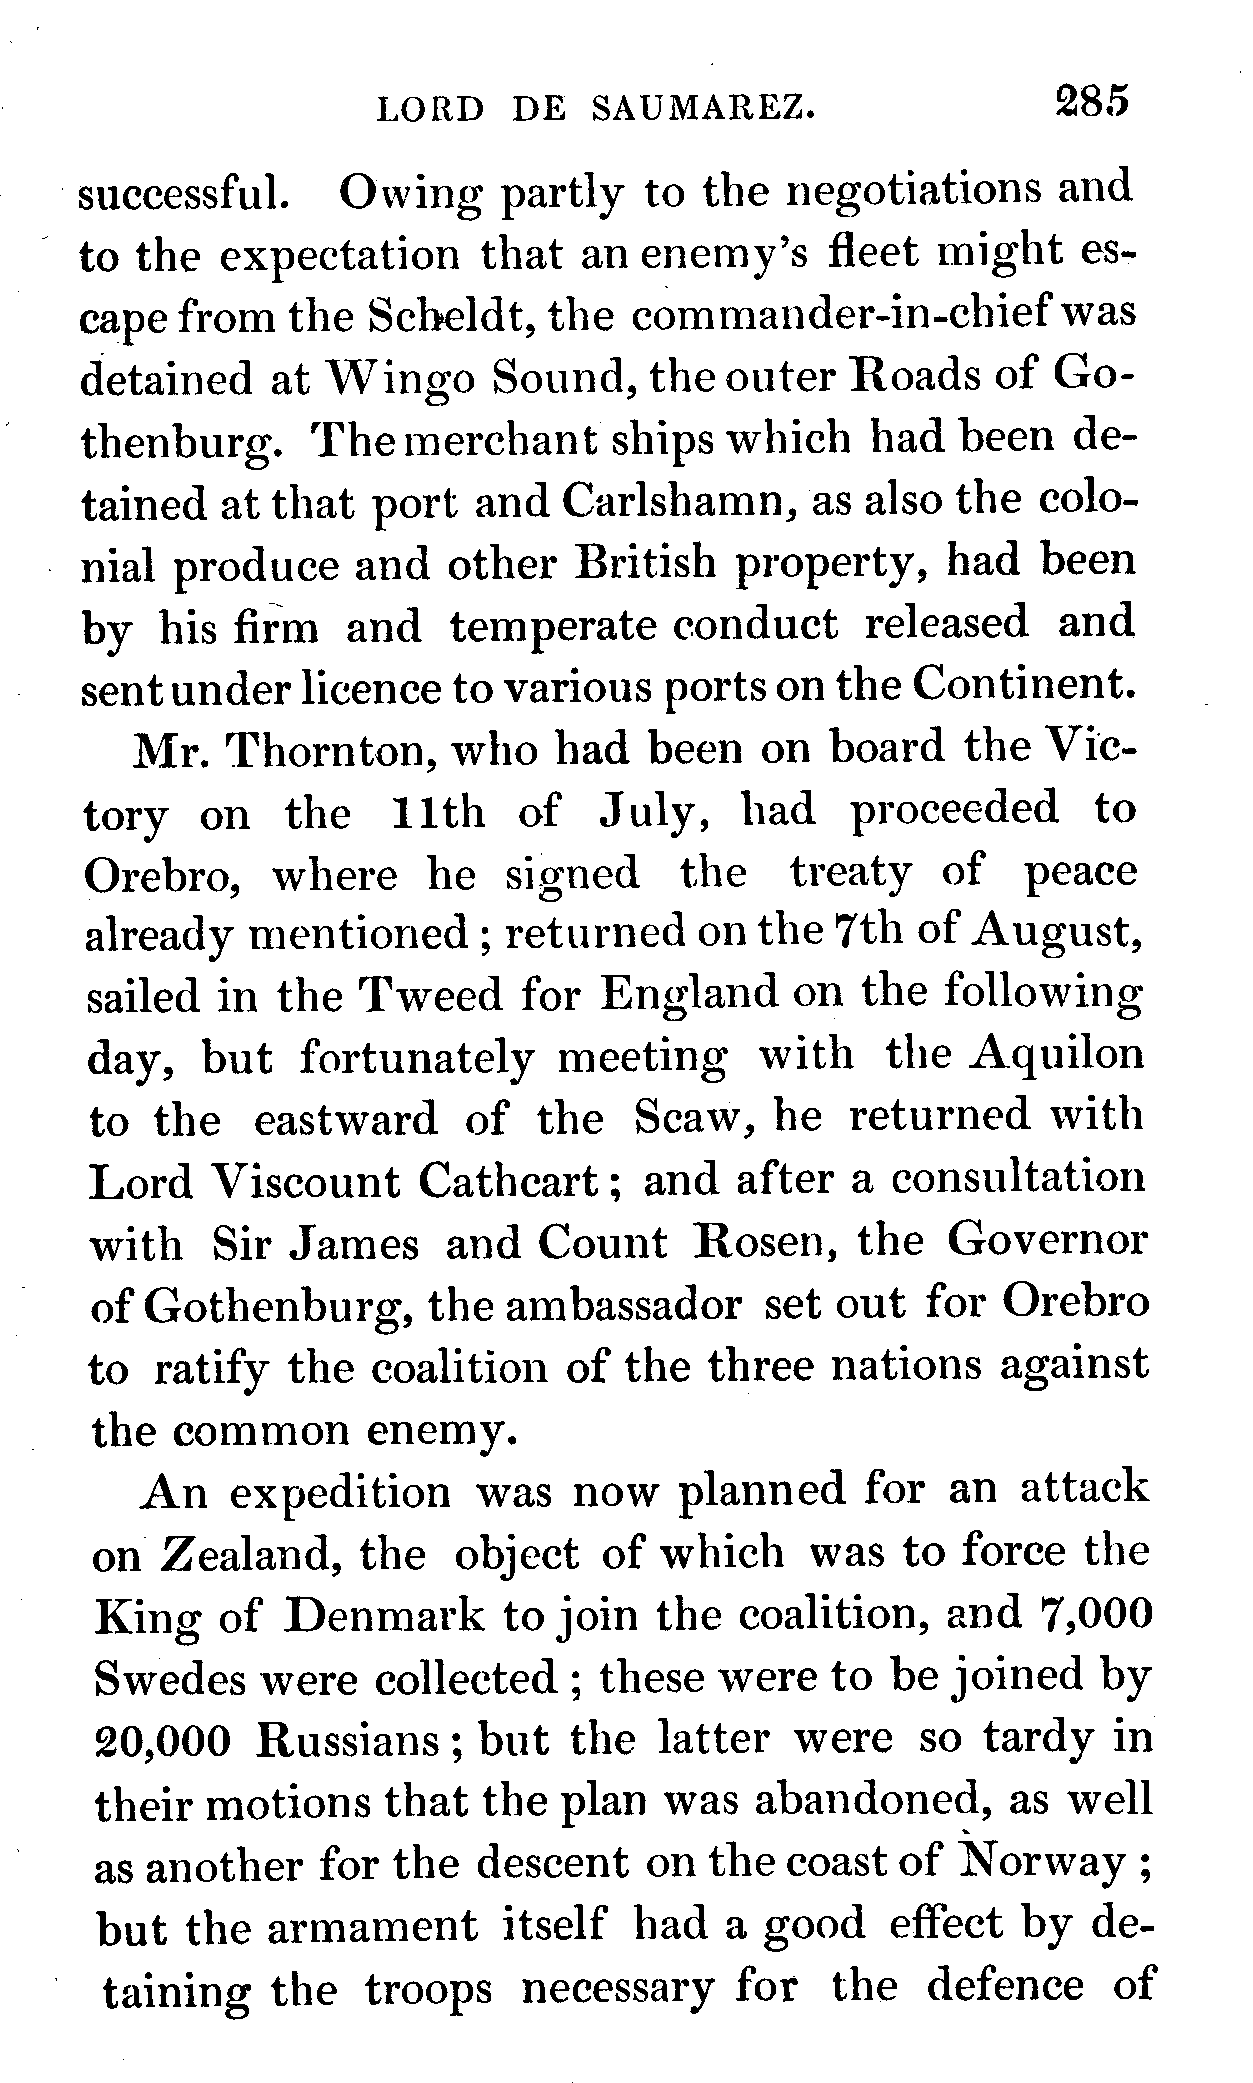 LORD DE SAUMAREZ. 285
successful. Owing partly to the negotiations and
to the expectation that an enemy's fleet might es-
cape from the Scheldt, the commander-in-chief was
detained at Wingo Sound, the outer Roads of Go-
thenburg. The merchant ships which had been de-
tained at that port and Carlshamn, as also the colo-
nial produce and other British property, had been
by his firm and temperate conduct released and
sent under licence to various ports on the Continent.
Mr. Thornton, who had been on board the Vic-
tory on the 11th of July, had proceeded to
Orebro, where he signed the treaty of peace
already mentioned; returned on the 7th of August,
sailed in the Tweed for England on the following
day, but fortunately meeting with the Aquilon
to the eastward of the Scaw, he returned with
Lord Viscount Cathcart; and after a consultation
with Sir James and Count Rosen, the Governor
of Gothenburg, the ambassador set out for Orebro
to ratify the coalition of the three nations against
the common enemy.
An expedition was now planned for an attack
on Zealand, the object of which was to force the
King of Denmark to join the coalition, and 7,000
Swedes were collected; these were to be joined by
20,000 Russians; but the latter were so tardy in
their motions that the plan was abandoned, as well
as another for the descent on the coast of Norway;
but the armament itself had a good effect by de-
taining the troops necessary for the defence of